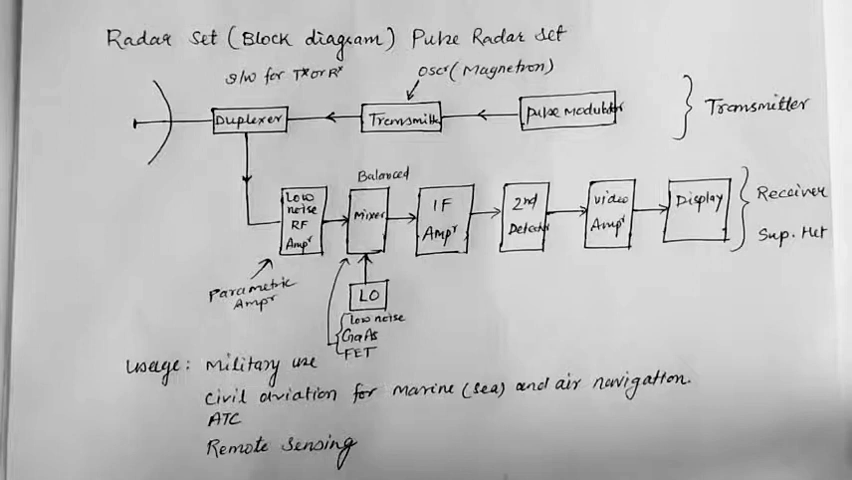 Radar Set (Block diagram) Pulse Radar Set
s/w for Tx or Rx
Oscr (Magnetron)
Duplexer
Transmitter
Pulse Modulator
Transmitter
Balanced
Low noise RF Ampr
Mixer
IF Ampr
2nd Detector
Video Ampr
Display
Receiver
Sup. Het
Parametric
Ampr
LO
Low noise
GaAs
FET
Usage: Military use
Civil aviation for marine (sea) and air navigation.
ATC
Remote Sensing